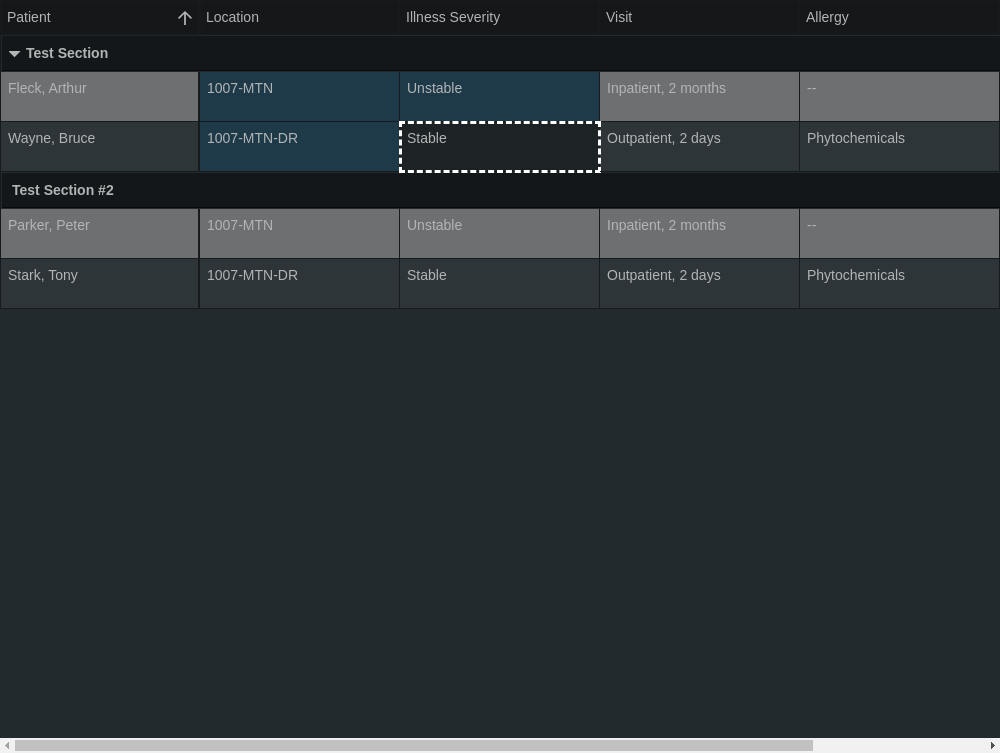 Patient Location Illness Severity Visit Allergy
Test Section
Fleck, Arthur 1007-MTN Unstable Inpatient, 2 months --
Wayne, Bruce 1007-MTN-DR Stable Outpatient, 2 days Phytochemicals
Test Section #2
Parker, Peter 1007-MTN Unstable Inpatient, 2 months --
Stark, Tony 1007-MTN-DR Stable Outpatient, 2 days Phytochemicals